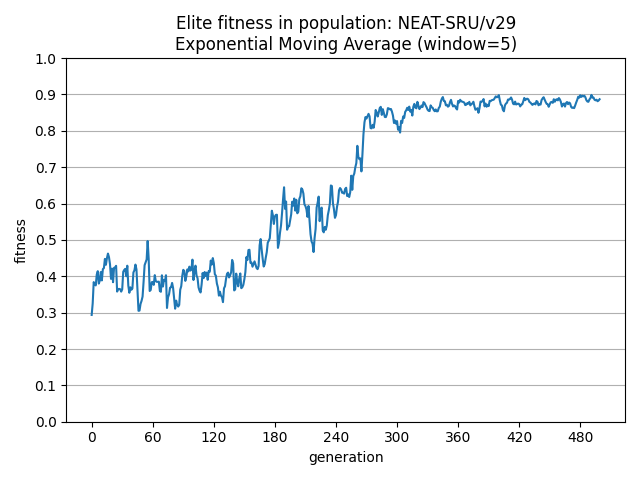 Elite fitness in population: NEAT-SRU/v29
Exponential Moving Average (window=5)
1.0
0.9
0.8
0.7
0.6
0.5
0.4
0.3
0.2
0.1
0.0
fitness
0 60 120 180 240 300 360 420 480
generation